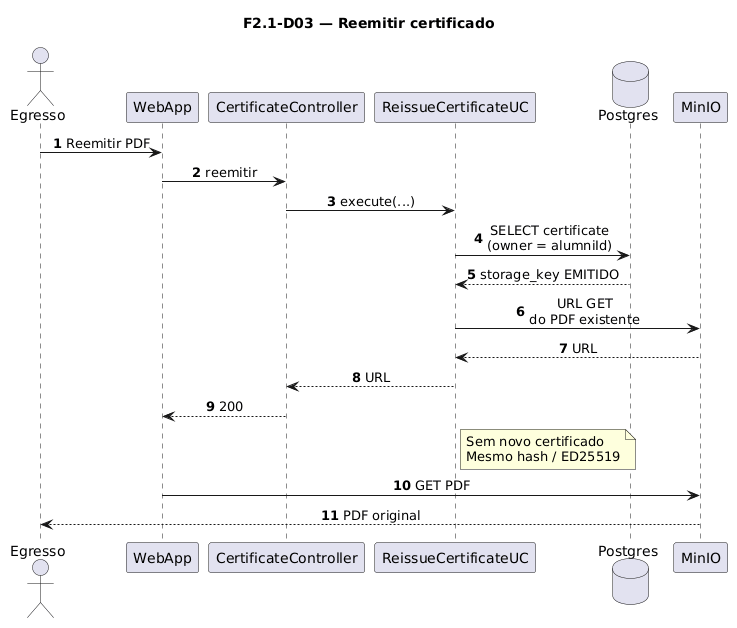 F2.1-D03 — Reemitir certificado
Egresso
WebApp
CertificateController
ReissueCertificateUC
Postgres
MinIO
1 Reemitir PDF
2 reemitir
3 execute(...)
4 SELECT certificate
(owner = alumniId)
5 storage_key EMITIDO
6 URL GET
do PDF existente
7 URL
8 URL
9 200
Sem novo certificado
Mesmo hash / ED25519
10 GET PDF
11 PDF original
Egresso
WebApp
CertificateController
ReissueCertificateUC
Postgres
MinIO